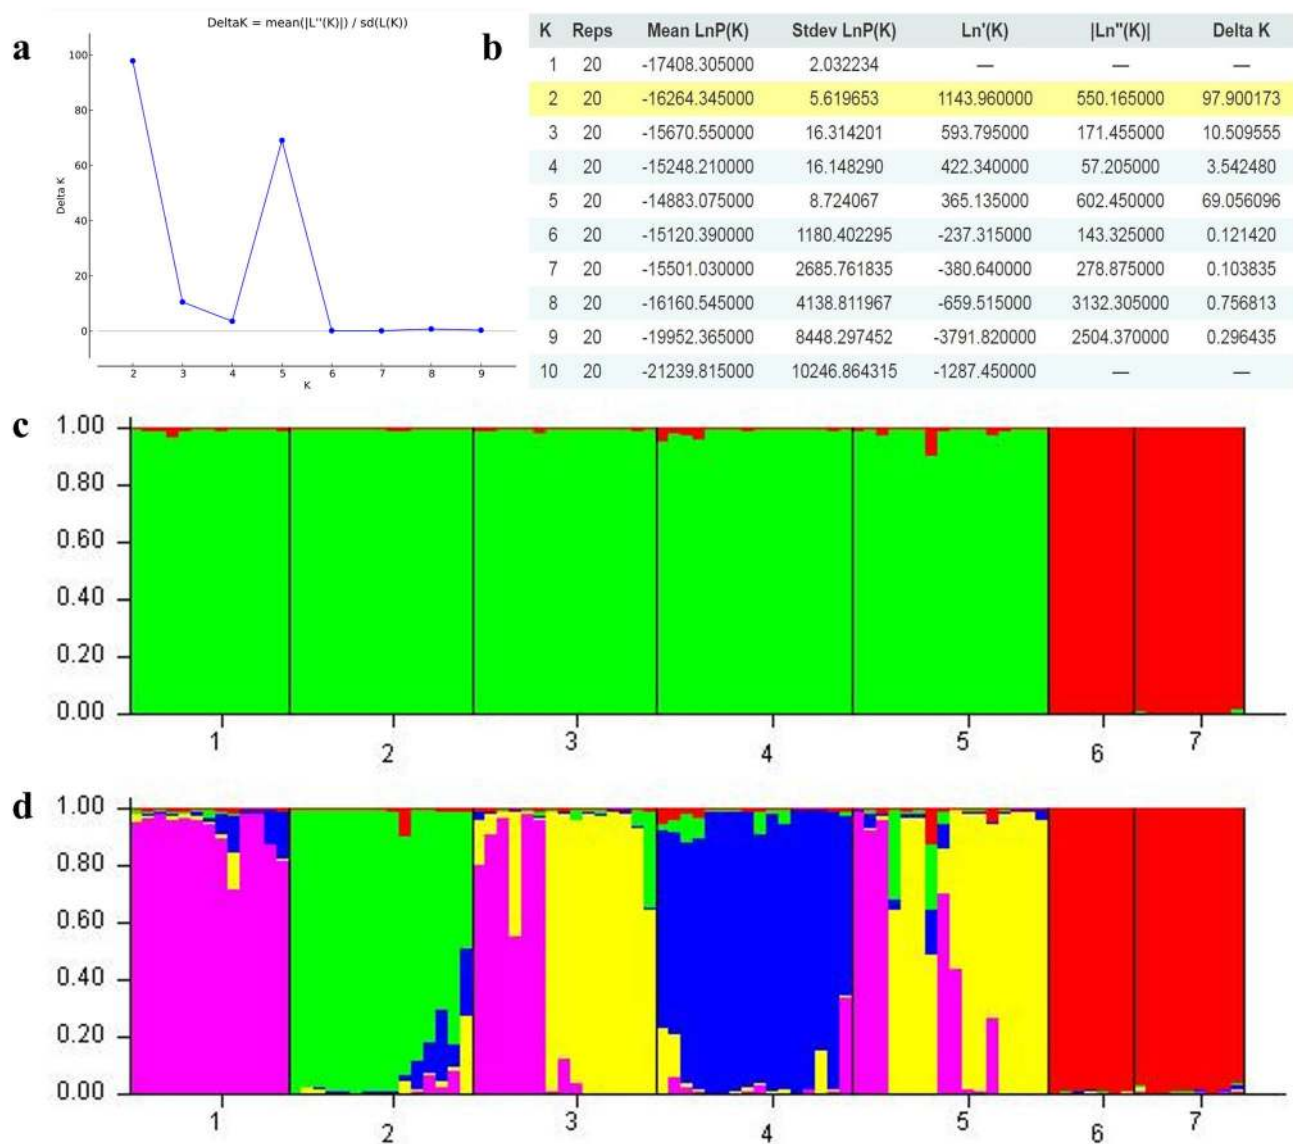 a
DeltaK = mean(|L''(K)|) / sd(L(K))
100
80
60
40
20
0
Delta K
2 3 4 5 6 7 8 9
K
b
K Reps Mean LnP(K) Stdev LnP(K) Ln'(K) |Ln''(K)| Delta K
1 20 -17408.305000 2.032234 — — —
2 20 -16264.345000 5.619653 1143.960000 550.165000 97.900173
3 20 -15670.550000 16.314201 593.795000 171.455000 10.509555
4 20 -15248.210000 16.148290 422.340000 57.205000 3.542480
5 20 -14883.075000 8.724067 365.135000 602.450000 69.056096
6 20 -15120.390000 1180.402295 -237.315000 143.325000 0.121420
7 20 -15501.030000 2685.761835 -380.640000 278.875000 0.103835
8 20 -16160.545000 4138.811967 -659.515000 3132.305000 0.756813
9 20 -19952.365000 8448.297452 -3791.820000 2504.370000 0.296435
10 20 -21239.815000 10246.864315 -1287.450000 — —
c
1.00
0.80
0.60
0.40
0.20
0.00
1 2 3 4 5 6 7
d
1.00
0.80
0.60
0.40
0.20
0.00
1 2 3 4 5 6 7